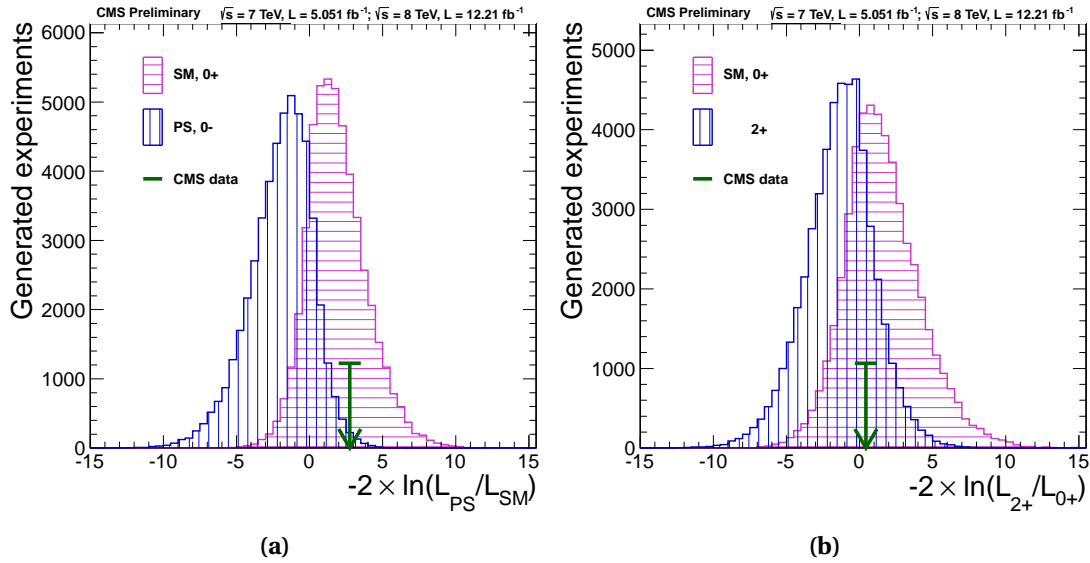 CMS Preliminary √s = 7 TeV, L = 5.051 fb⁻¹; √s = 8 TeV, L = 12.21 fb⁻¹
Generated experiments
6000
5000
4000
3000
2000
1000
0
SM, 0+
PS, 0-
CMS data
-15 -10 -5 0 5 10 15
-2 × ln(L_PS/L_SM)
(a)
CMS Preliminary √s = 7 TeV, L = 5.051 fb⁻¹; √s = 8 TeV, L = 12.21 fb⁻¹
Generated experiments
5000
4000
3000
2000
1000
0
SM, 0+
2+
CMS data
-15 -10 -5 0 5 10 15
-2 × ln(L_2+/L_0+)
(b)